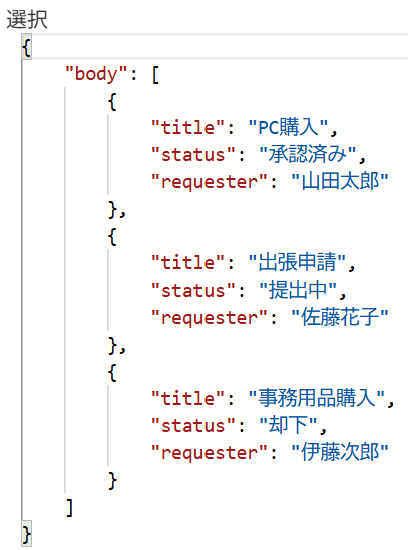 選択
{
    "body": [
        {
            "title": "PC購入",
            "status": "承認済み",
            "requester": "山田太郎"
        },
        {
            "title": "出張申請",
            "status": "提出中",
            "requester": "佐藤花子"
        },
        {
            "title": "事務用品購入",
            "status": "却下",
            "requester": "伊藤次郎"
        }
    ]
}